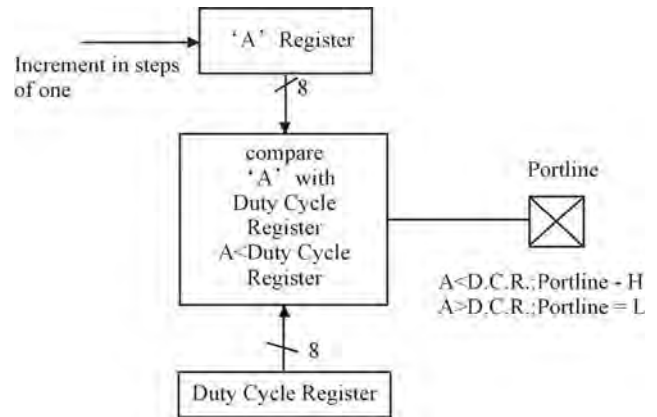 ‘A’ Register
Increment in steps
of one
8
compare
‘A’ with
Duty Cycle
Register
A<Duty Cycle
Register
Portline
A<D.C.R.;Portline - H
A>D.C.R.;Portline = L
8
Duty Cycle Register